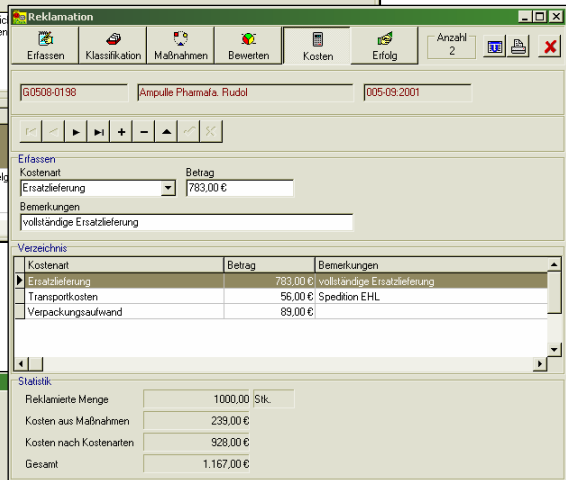 Reklamation
Erfassen Klassifikation Maßnahmen Bewerten Kosten Erfolg Anzahl 2
G0508-0198 Ampulle Pharmafa. Rudol 005-09:2001
Erfassen
Kostenart Betrag
Ersatzlieferung 783,00 €
Bemerkungen
vollständige Ersatzlieferung
Verzeichnis
Kostenart Betrag Bemerkungen
Ersatzlieferung 783,00 € vollständige Ersatzlieferung
Transportkosten 56,00 € Spedition EHL
Verpackungsaufwand 89,00 €
Statistik
Reklamierte Menge 1000,00 Stk.
Kosten aus Maßnahmen 239,00 €
Kosten nach Kostenarten 928,00 €
Gesamt 1.167,00 €